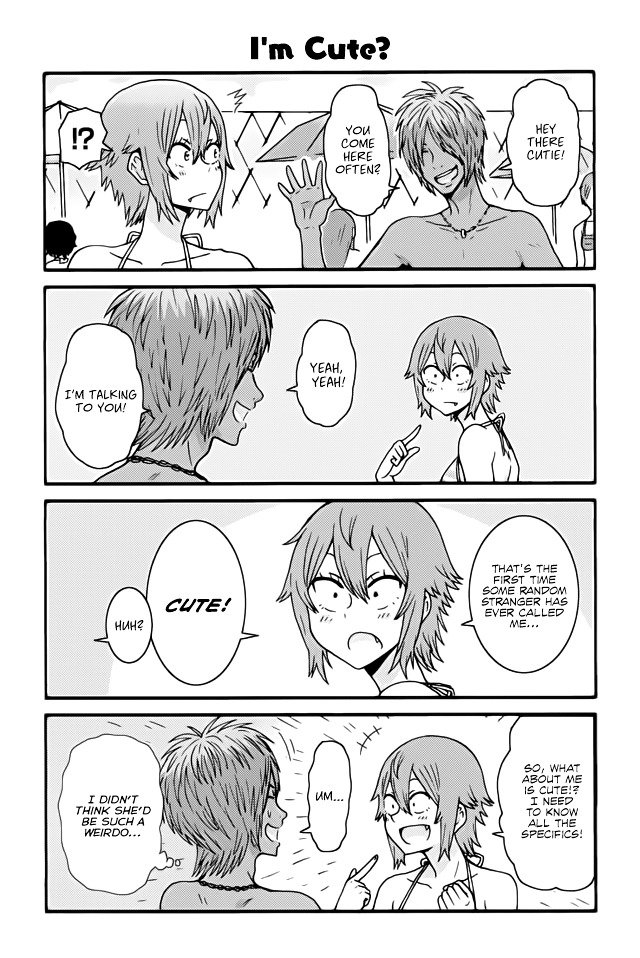 I'm Cute?
HEY
THERE
CUTIE!
YOU
COME
HERE
OFTEN?
!?
YEAH,
YEAH!
I'M TALKING
TO YOU!
THAT'S THE
FIRST TIME
SOME RANDOM
STRANGER HAS
EVER CALLED
ME...
CUTE!
HUH?
SO, WHAT
ABOUT ME
IS CUTE!?
I NEED
TO KNOW
ALL THE
SPECIFICS!
UM...
I DIDN'T
THINK SHE'D
BE SUCH A
WEIRDO...